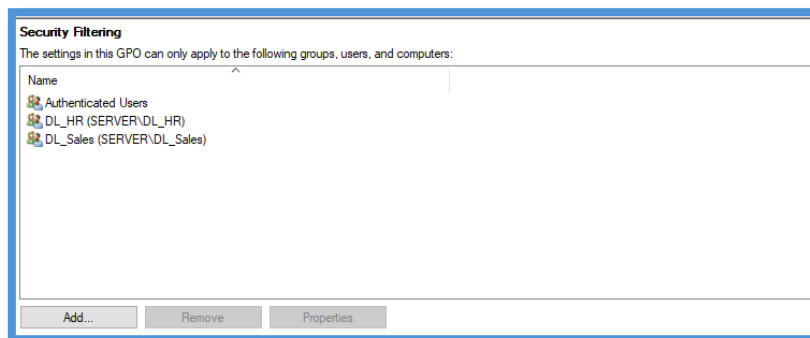 Security Filtering
The settings in this GPO can only apply to the following groups, users, and computers:
Name
Authenticated Users
DL_HR (SERVER\DL_HR)
DL_Sales (SERVER\DL_Sales)
Add... Remove Properties